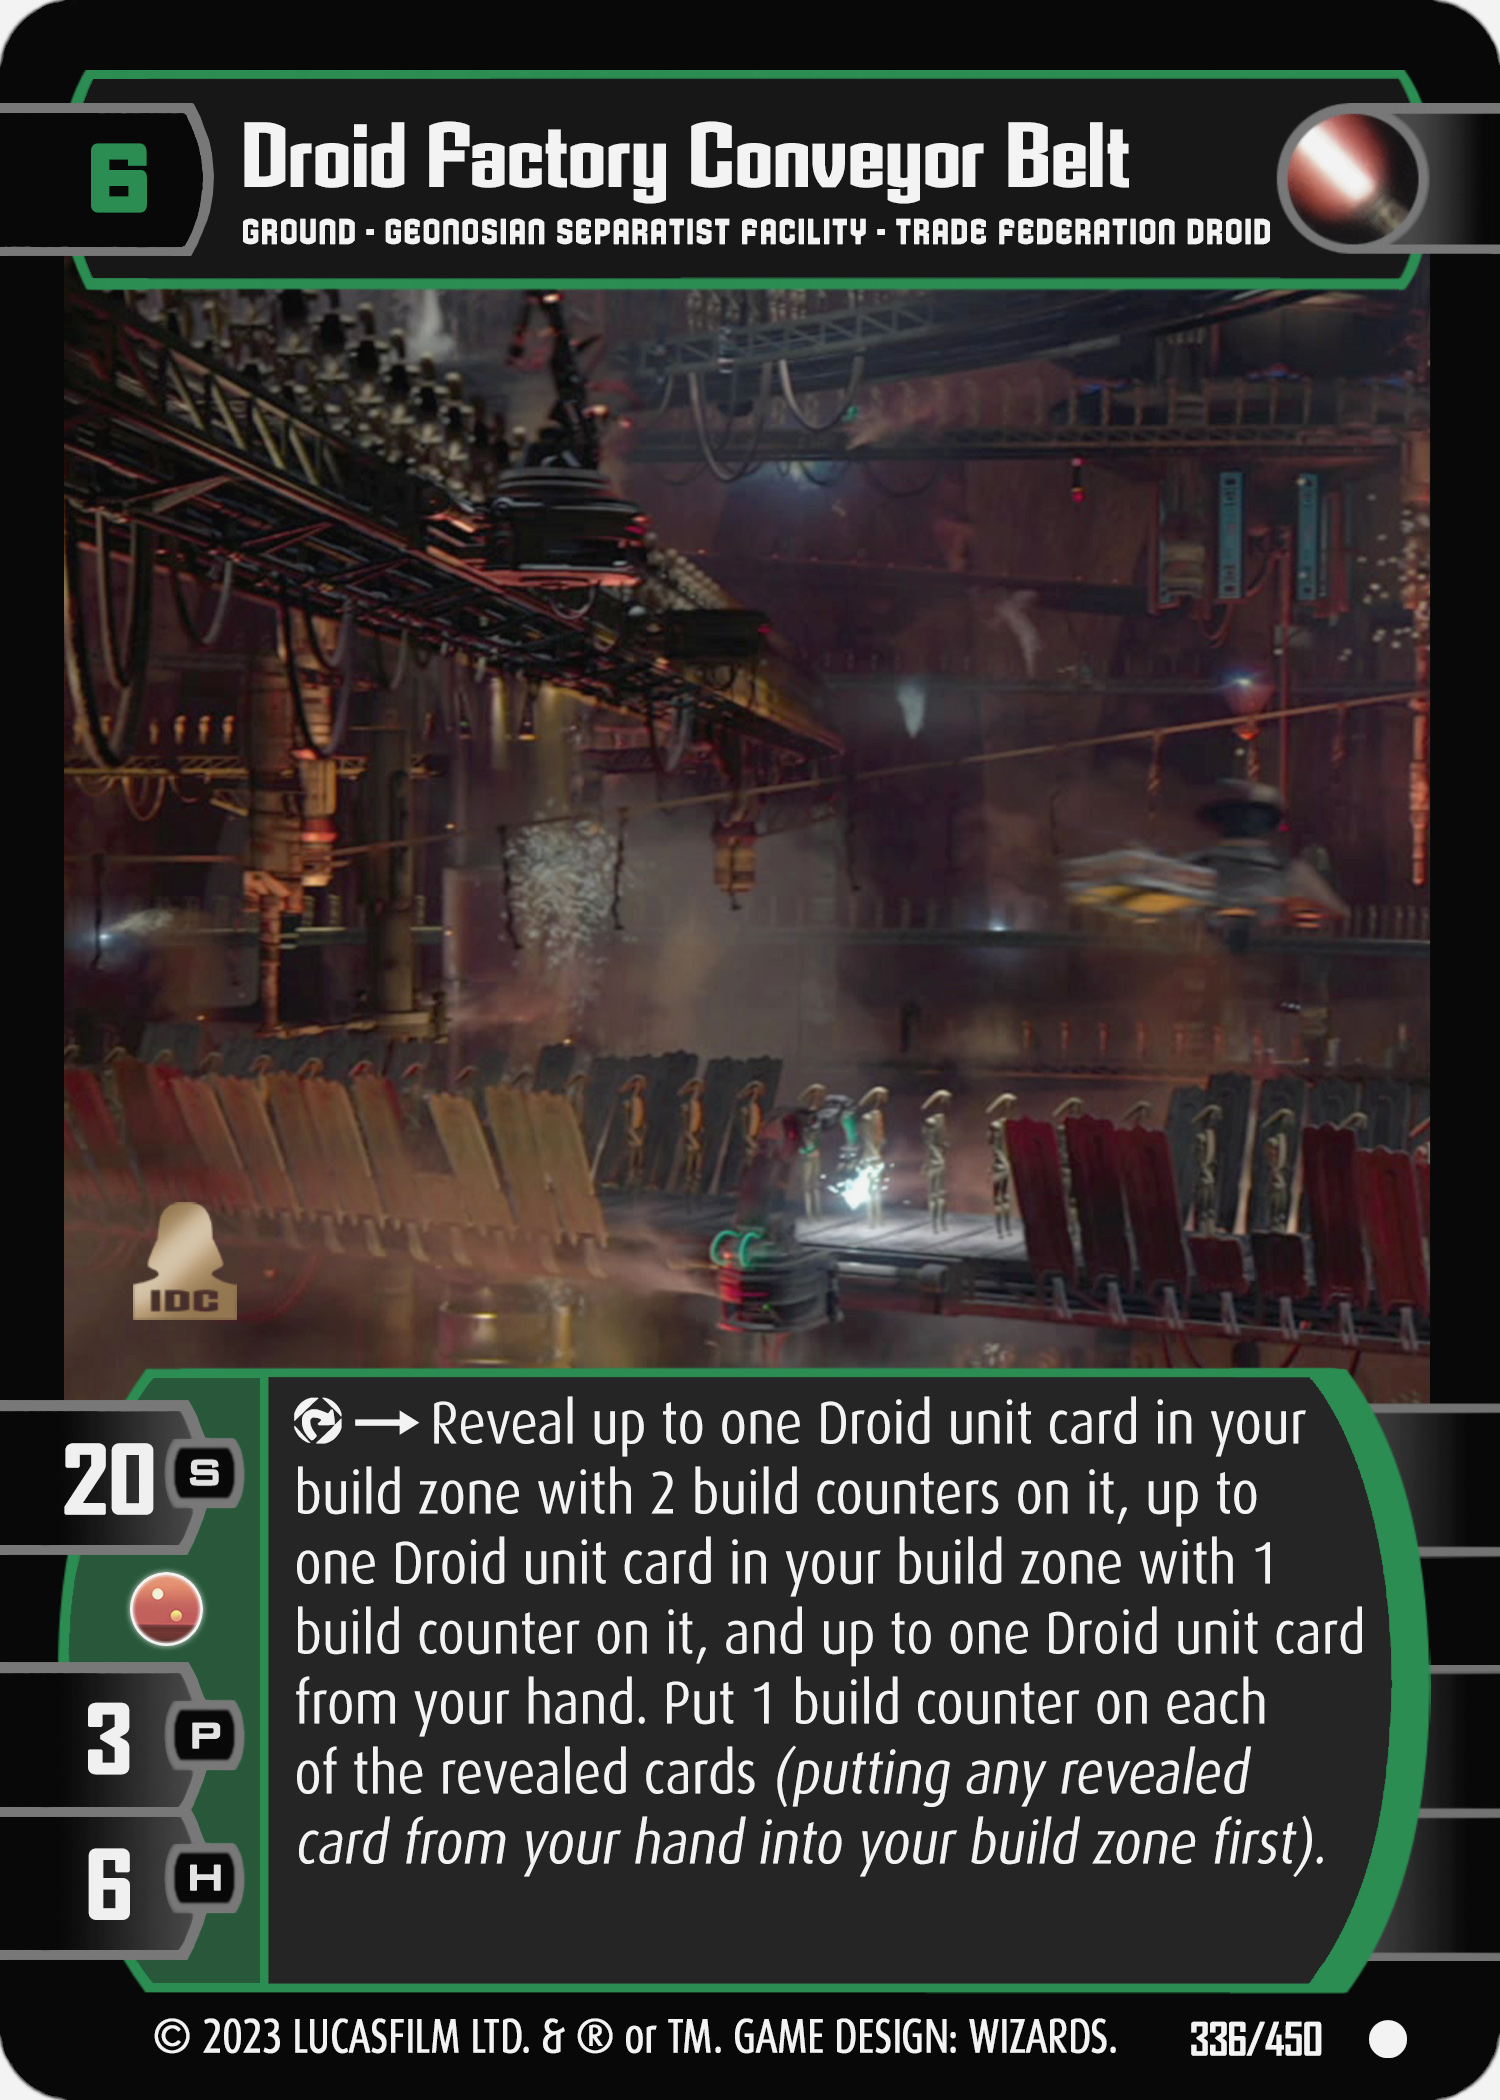 6
Droid Factory Conveyor Belt
GROUND - GEONOSIAN SEPARATIST FACILITY - TRADE FEDERATION DROID
IDC
20 S
3 P
6 H
Reveal up to one Droid unit card in your
build zone with 2 build counters on it, up to
one Droid unit card in your build zone with 1
build counter on it, and up to one Droid unit card
from your hand. Put 1 build counter on each
of the revealed cards (putting any revealed
card from your hand into your build zone first).
© 2023 LUCASFILM LTD. & ® or TM. GAME DESIGN: WIZARDS.
336/450